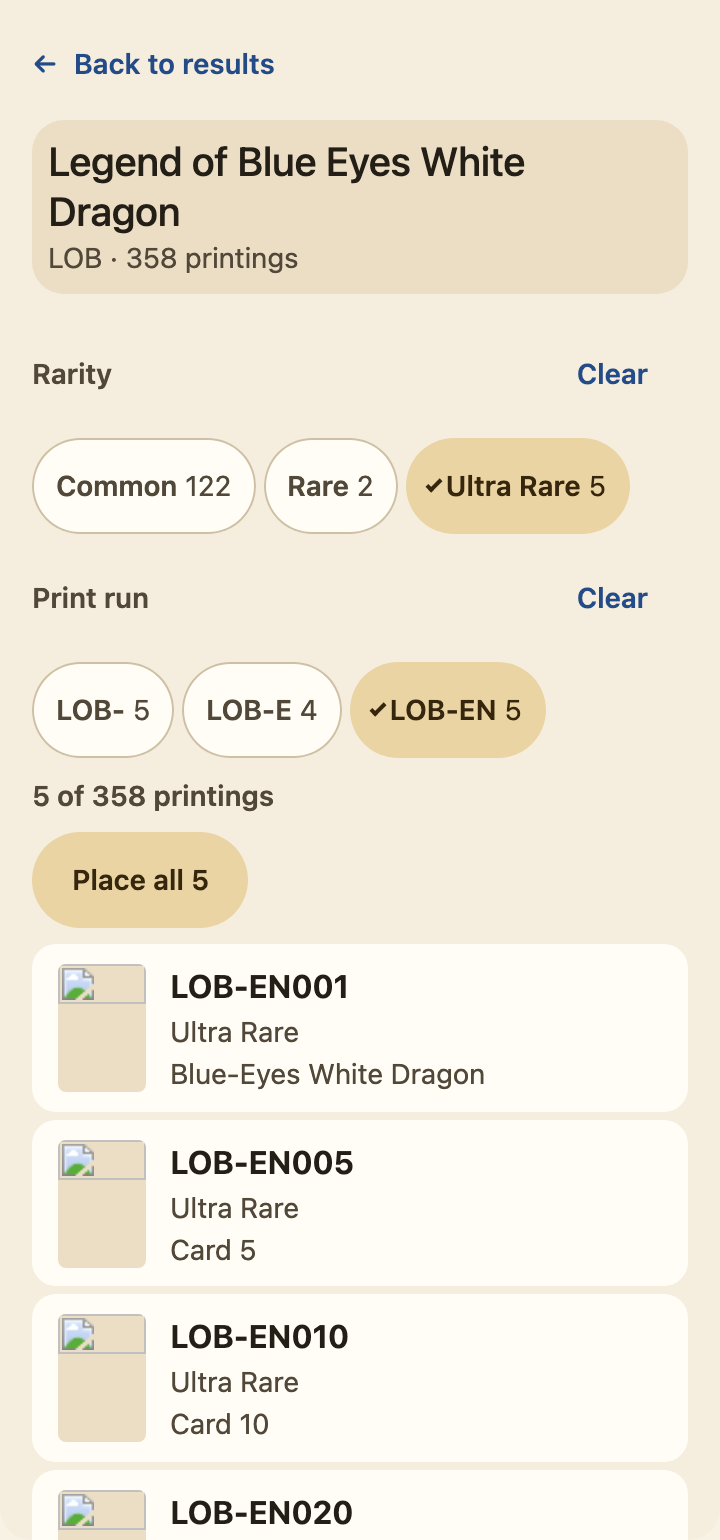 ← Back to results
Legend of Blue Eyes White
Dragon
LOB · 358 printings
Rarity Clear
Common 122 Rare 2 ✓Ultra Rare 5
Print run Clear
LOB- 5 LOB-E 4 ✓LOB-EN 5
5 of 358 printings
Place all 5
LOB-EN001
Ultra Rare
Blue-Eyes White Dragon
LOB-EN005
Ultra Rare
Card 5
LOB-EN010
Ultra Rare
Card 10
LOB-EN020